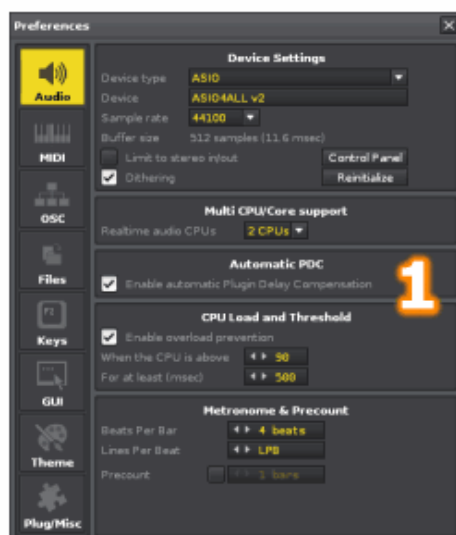 Preferences
Audio
MIDI
OSC
Files
F2
Keys
GUI
Theme
Plug/Misc
Device Settings
Device type ASIO
Device ASIO4ALL v2
Sample rate 44100
Buffer size 512 samples (11.6 msec)
Limit to stereo in/out Control Panel
Dithering Reinitialize
Multi CPU/Core support
Realtime audio CPUs 2 CPUs
Automatic PDC
Enable automatic Plugin Delay Compensation
1
CPU Load and Threshold
Enable overload prevention
When the CPU is above 90
For at least (msec) 500
Metronome & Precount
Beats Per Bar 4 beats
Lines Per Beat LPB
Precount 1 bars